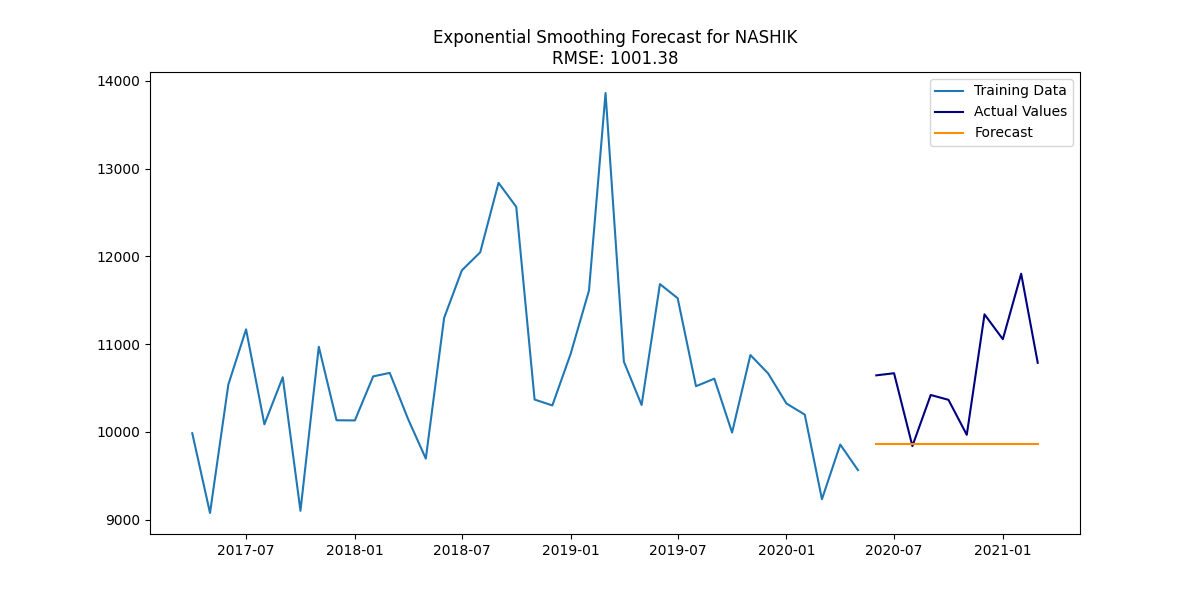 Exponential Smoothing Forecast for NASHIK
RMSE: 1001.38
14000
13000
12000
11000
10000
9000
Training Data
Actual Values
Forecast
2017-07
2018-01
2018-07
2019-01
2019-07
2020-01
2020-07
2021-01